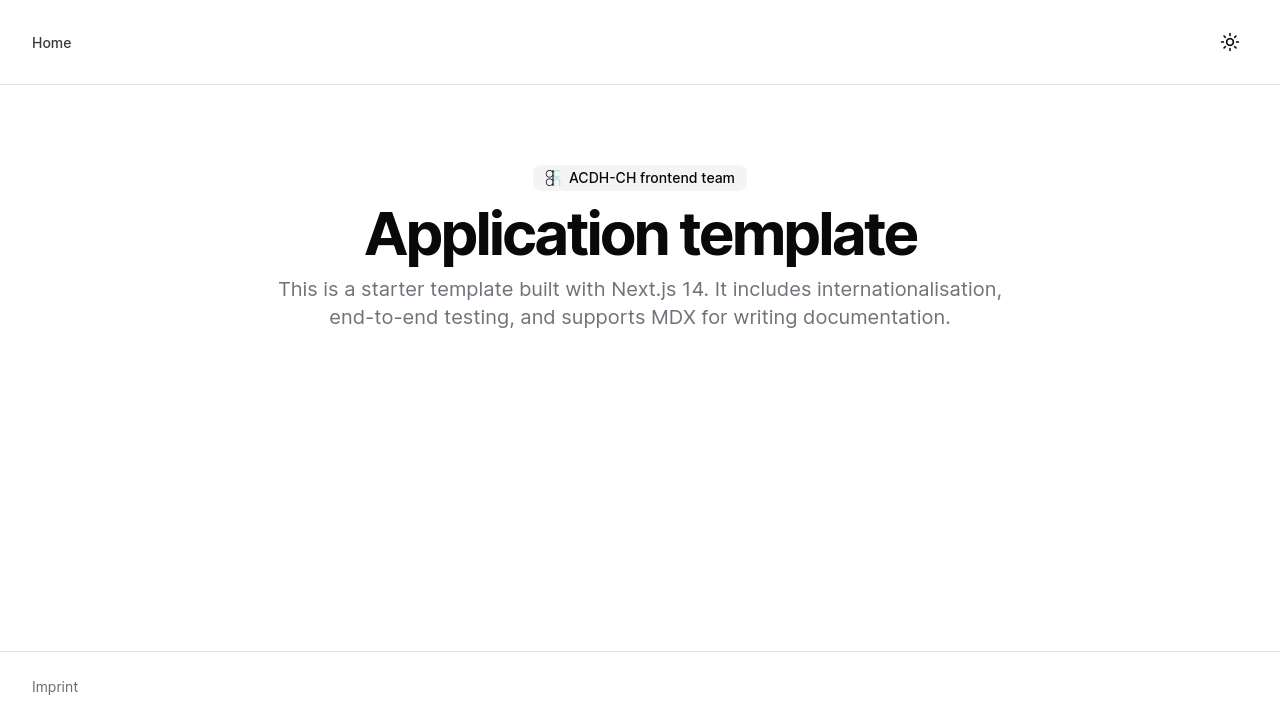 Home
ACDH-CH frontend team
Application template
This is a starter template built with Next.js 14. It includes internationalisation,
end-to-end testing, and supports MDX for writing documentation.
Imprint